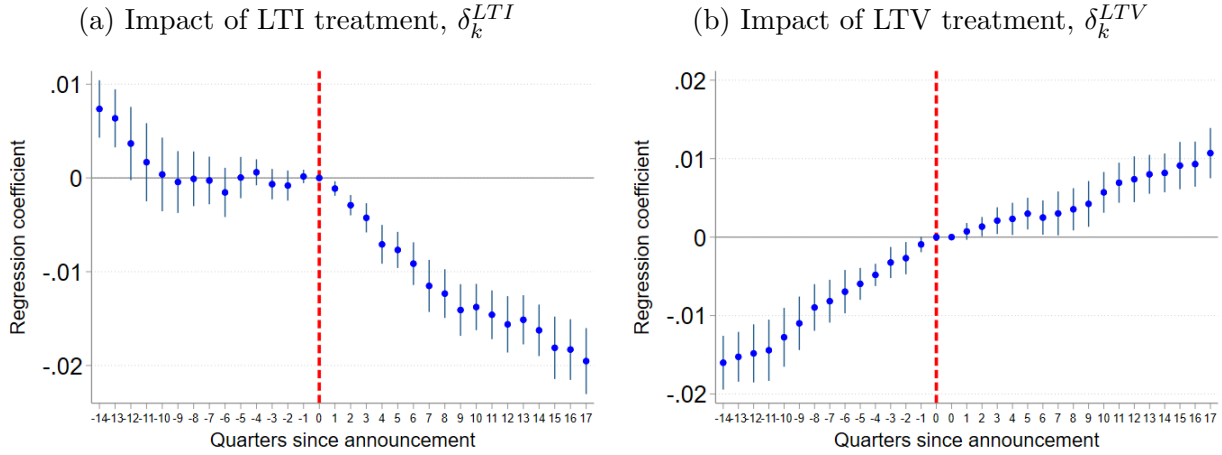 (a) Impact of LTI treatment, δ_k^{LTI}
.01
0
-.01
-.02
Regression coefficient
-14 -13 -12 -11 -10 -9 -8 -7 -6 -5 -4 -3 -2 -1 0 1 2 3 4 5 6 7 8 9 10 11 12 13 14 15 16 17
Quarters since announcement
(b) Impact of LTV treatment, δ_k^{LTV}
.02
.01
0
-.01
-.02
Regression coefficient
-14 -13 -12 -11 -10 -9 -8 -7 -6 -5 -4 -3 -2 -1 0 0 1 2 3 4 5 6 7 8 9 10 11 12 13 14 15 16 17
Quarters since announcement